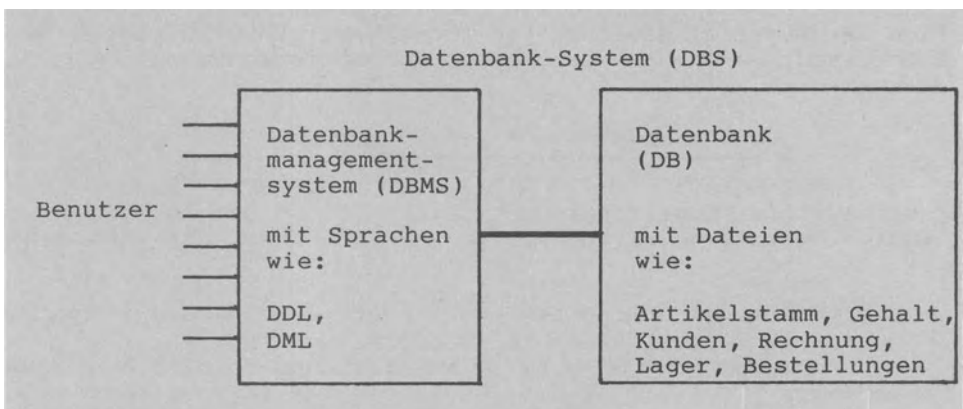 Datenbank-System (DBS)
Benutzer
Datenbank-
management-
system (DBMS)
mit Sprachen
wie:
DDL,
DML
Datenbank
(DB)
mit Dateien
wie:
Artikelstamm, Gehalt,
Kunden, Rechnung,
Lager, Bestellungen